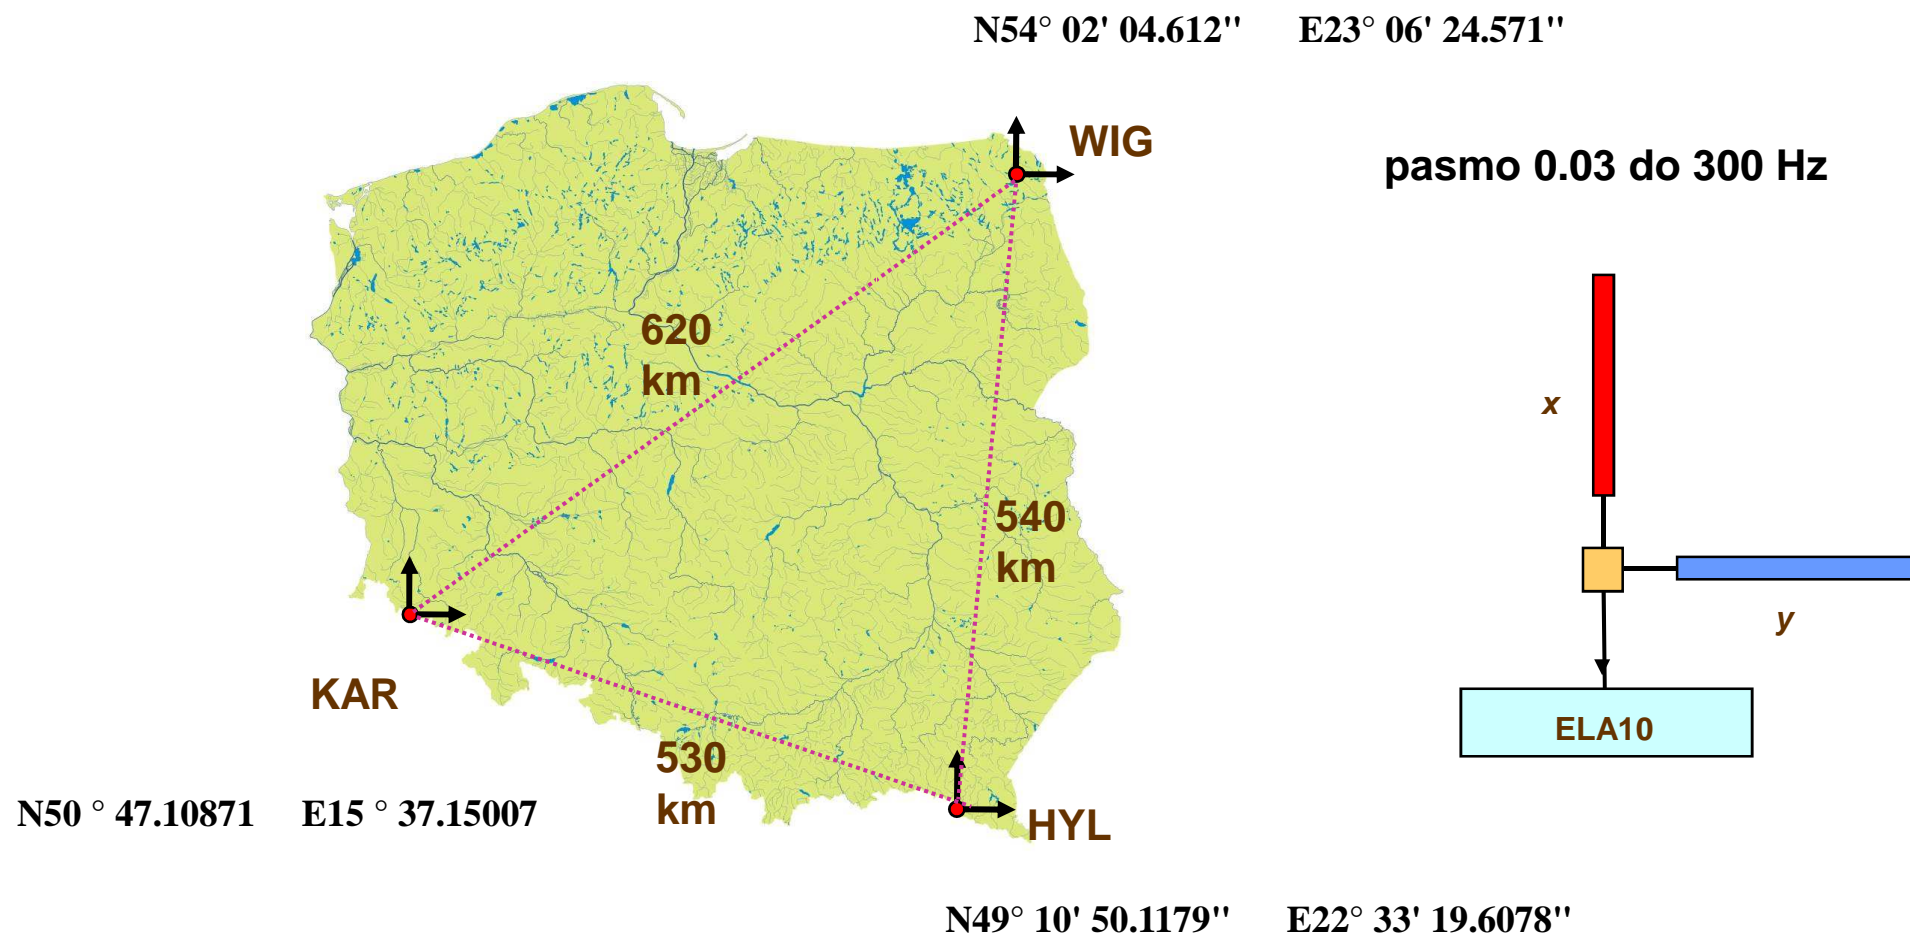 N54° 02' 04.612" E23° 06' 24.571"
WIG
pasmo 0.03 do 300 Hz
620
km
x
540
km
y
KAR
ELA10
530
km
N50 ° 47.10871 E15 ° 37.15007
HYL
N49° 10' 50.1179" E22° 33' 19.6078"